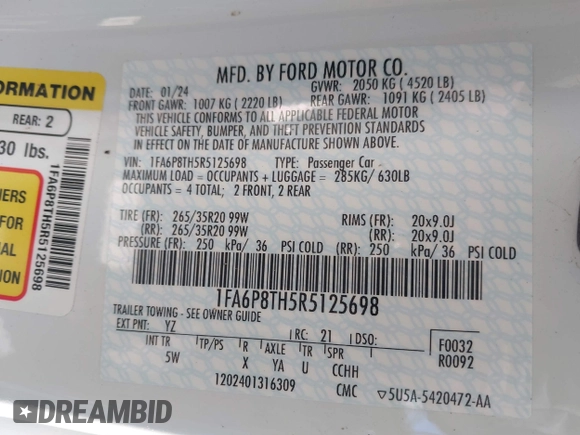 ORMATION
REAR: 2
30 lbs.
NERS
FOR
ATION
1FA6P8TH5R5125698
MFD. BY FORD MOTOR CO.
DATE: 01/24 GVWR: 2050 KG ( 4520 LB)
FRONT GAWR: 1007 KG ( 2220 LB) REAR GAWR: 1091 KG ( 2405 LB)
THIS VEHICLE CONFORMS TO ALL APPLICABLE FEDERAL MOTOR
VEHICLE SAFETY, BUMPER, AND THEFT PREVENTION STANDARDS
IN EFFECT ON THE DATE OF MANUFACTURE SHOWN ABOVE.
VIN: 1FA6P8TH5R5125698 TYPE: Passenger Car
MAXIMUM LOAD = OCCUPANTS + LUGGAGE = 285KG/ 630LB
OCCUPANTS = 4 TOTAL; 2 FRONT, 2 REAR
TIRE (FR): 265/35R20 99W RIMS (FR): 20x9.0J
(RR): 265/35R20 99W (RR): 20x9.0J
PRESSURE (FR): 250 kPa/ 36 PSI COLD (RR): 250 kPa/ 36 PSI COLD
1FA6P8TH5R5125698
TRAILER TOWING - SEE OWNER GUIDE
EXT PNT: YZ RC: 21 DSO: F0032
INT TR TP/PS R AXLE TR SPR R0092
5W X YA U CCHH
1202401316309 CMC ▽5U5A-5420472-AA
DREAMBID